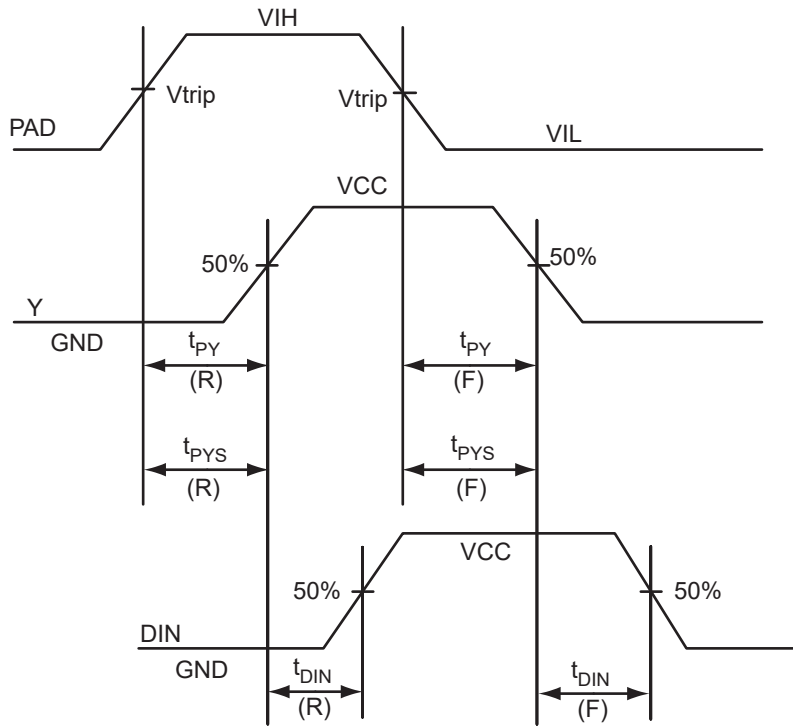 VIH
Vtrip
Vtrip
PAD
VIL
VCC
50%
50%
Y
GND
tPY
(R)
tPY
(F)
tPYS
(R)
tPYS
(F)
VCC
50%
50%
DIN
GND
tDIN
(R)
tDIN
(F)